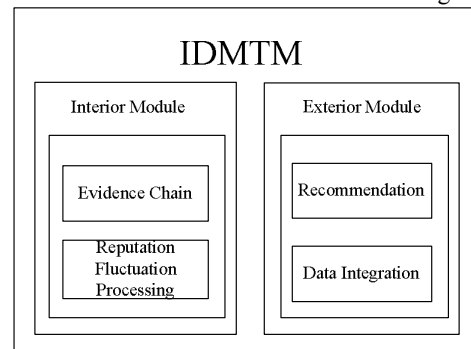 IDMTM
Interior Module
Evidence Chain
Reputation
Fluctuation
Processing
Exterior Module
Recommendation
Data Integration